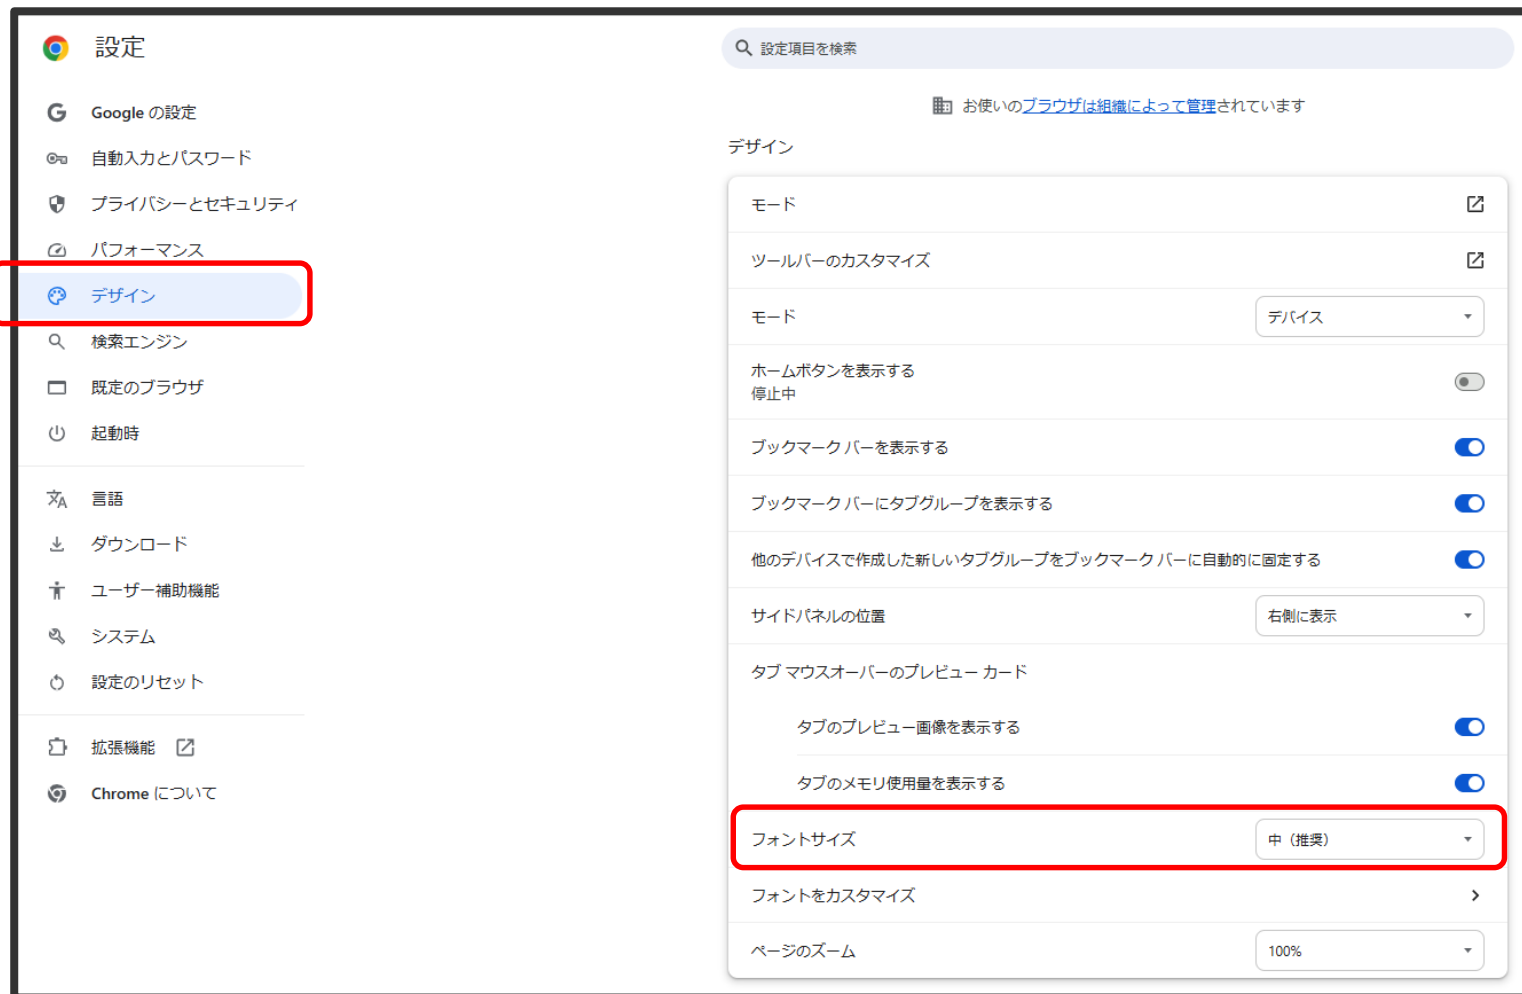 設定
設定項目を検索
Google の設定
自動入力とパスワード
プライバシーとセキュリティ
パフォーマンス
デザイン
検索エンジン
既定のブラウザ
起動時
言語
ダウンロード
ユーザー補助機能
システム
設定のリセット
拡張機能
Chrome について
お使いのブラウザは組織によって管理されています
デザイン
モード
ツールバーのカスタマイズ
モード デバイス
ホームボタンを表示する
停止中
ブックマーク バーを表示する
ブックマーク バーにタブグループを表示する
他のデバイスで作成した新しいタブグループをブックマーク バーに自動的に固定する
サイドパネルの位置 右側に表示
タブ マウスオーバーのプレビュー カード
タブのプレビュー画像を表示する
タブのメモリ使用量を表示する
フォントサイズ 中（推奨）
フォントをカスタマイズ
ページのズーム 100%